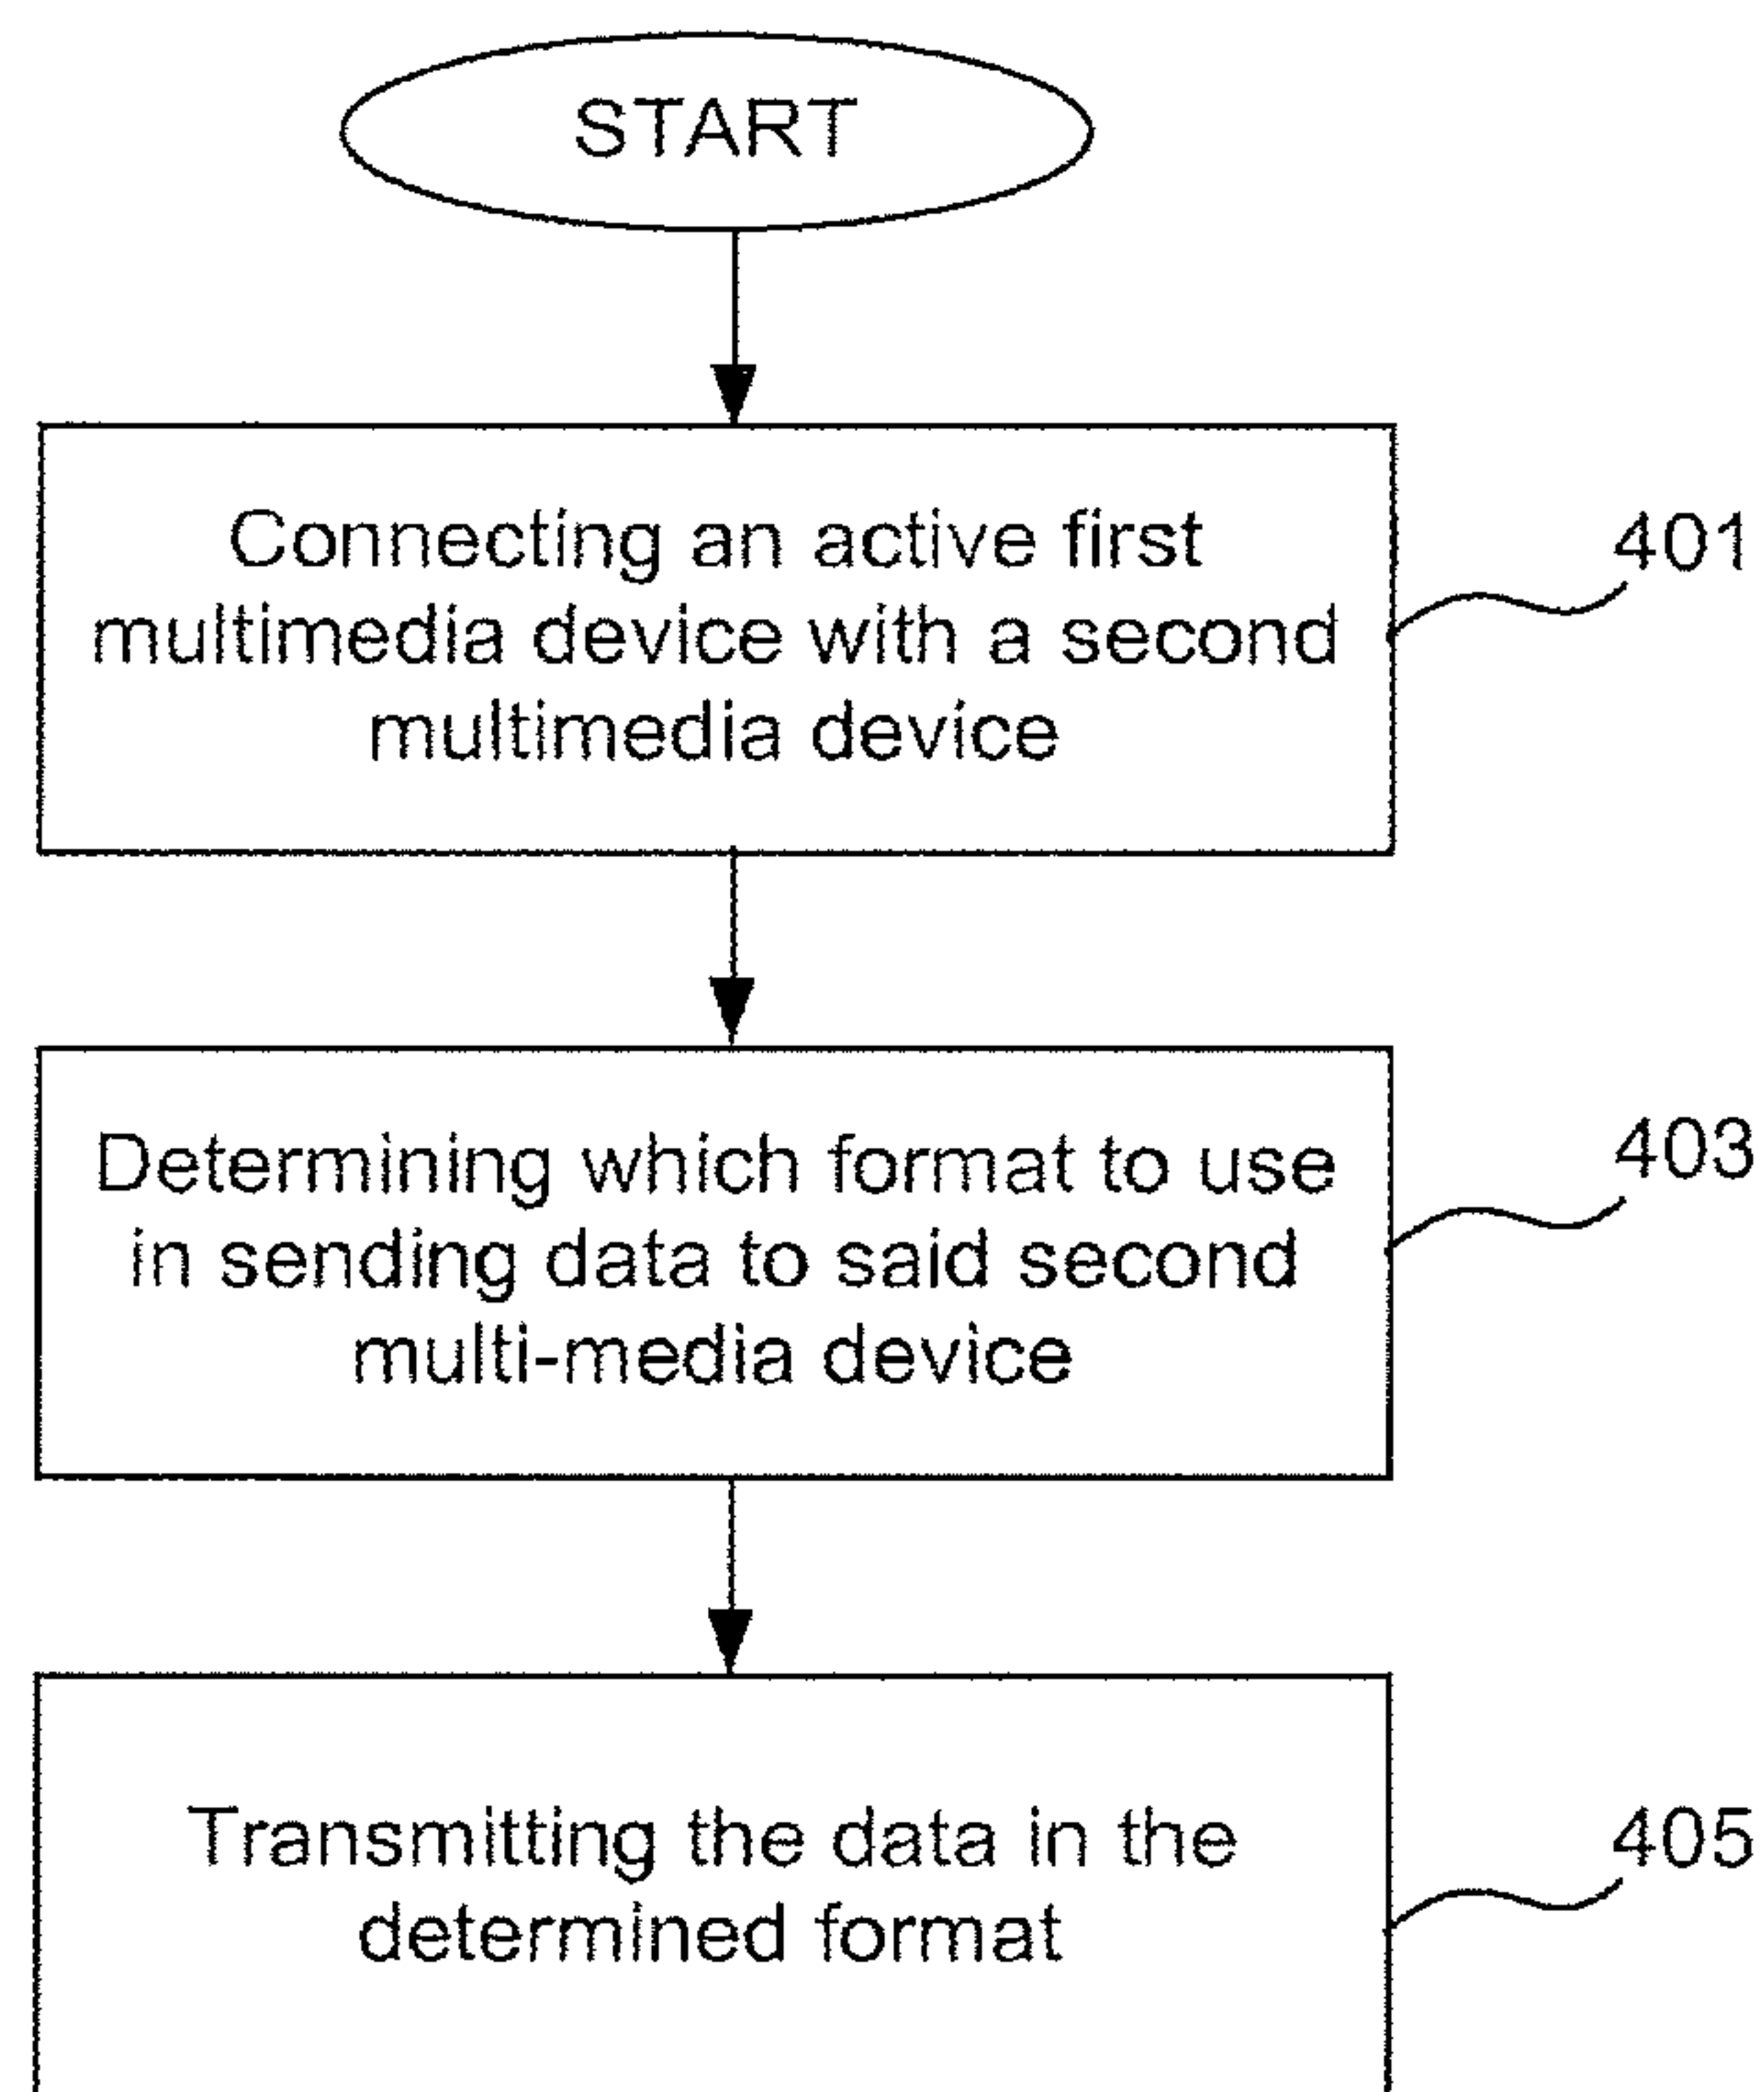 START
Connecting an active first
multimedia device with a second
multimedia device
401
Determining which format to use
in sending data to said second
multi-media device
403
Transmitting the data in the
determined format
405